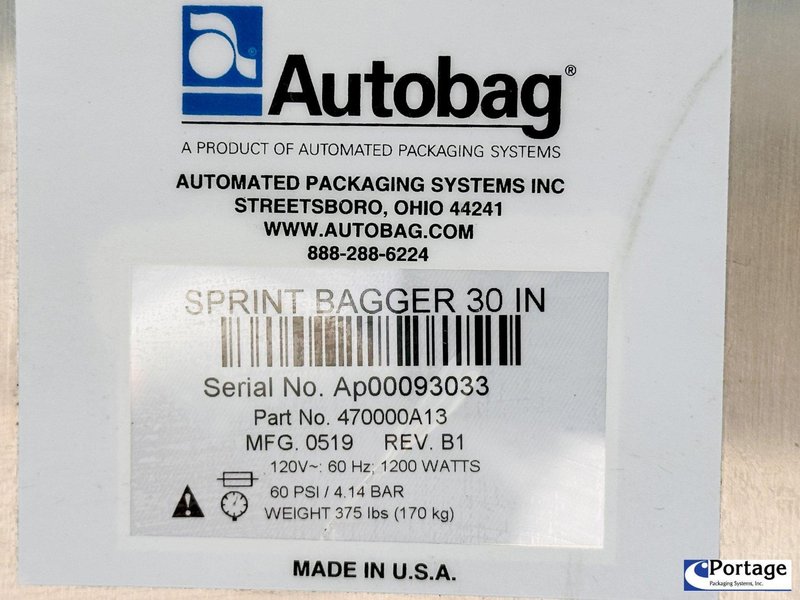 a
Autobag®
A PRODUCT OF AUTOMATED PACKAGING SYSTEMS
AUTOMATED PACKAGING SYSTEMS INC
STREETSBORO, OHIO 44241
WWW.AUTOBAG.COM
888-288-6224
SPRINT BAGGER 30 IN
Serial No. Ap00093033
Part No. 470000A13
MFG. 0519 REV. B1
120V~: 60 Hz; 1200 WATTS
60 PSI / 4.14 BAR
WEIGHT 375 lbs (170 kg)
MADE IN U.S.A.
Portage
Packaging Systems, Inc.